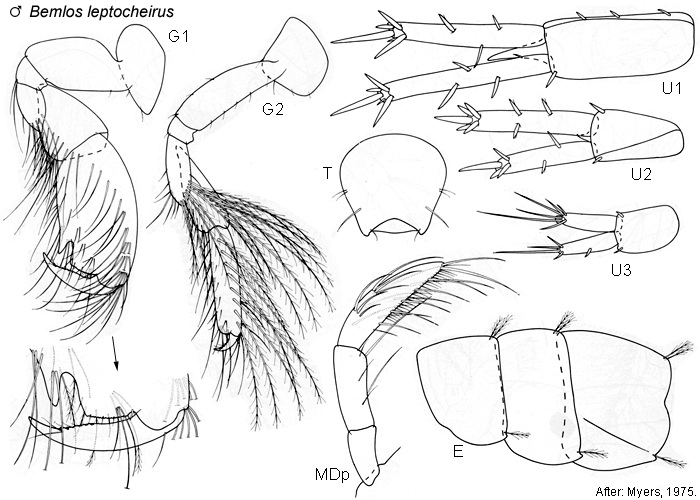 ♂ Bemlos leptocheirus
G1
G2
U1
U2
T
U3
MDp
E
After: Myers, 1975.